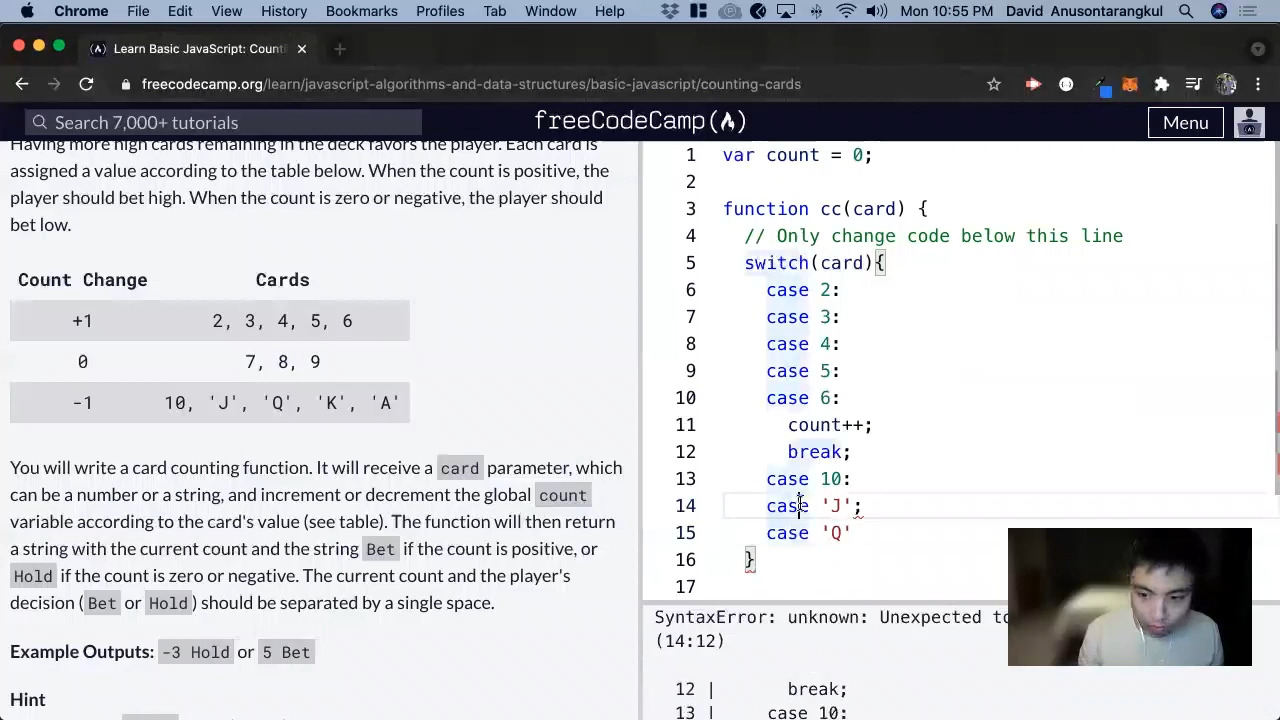 Chrome File Edit View History Bookmarks Profiles Tab Window Help Mon 10:55 PM David Anusontarangkul
Learn Basic JavaScript: Counti
freecodecamp.org/learn/javascript-algorithms-and-data-structures/basic-javascript/counting-cards
Search 7,000+ tutorials
freeCodeCamp
Menu
Having more high cards remaining in the deck favors the player. Each card is
assigned a value according to the table below. When the count is positive, the
player should bet high. When the count is zero or negative, the player should
bet low.
Count Change Cards
+1 2, 3, 4, 5, 6
0 7, 8, 9
-1 10, 'J', 'Q', 'K', 'A'
You will write a card counting function. It will receive a card parameter, which
can be a number or a string, and increment or decrement the global count
variable according to the card's value (see table). The function will then return
a string with the current count and the string Bet if the count is positive, or
Hold if the count is zero or negative. The current count and the player's
decision (Bet or Hold) should be separated by a single space.
Example Outputs: -3 Hold or 5 Bet
Hint
1 var count = 0;
2
3 function cc(card) {
4 // Only change code below this line
5 switch(card){
6 case 2:
7 case 3:
8 case 4:
9 case 5:
10 case 6:
11 count++;
12 break;
13 case 10:
14 case 'J';
15 case 'Q'
16 }
17
SyntaxError: unknown: Unexpected to
(14:12)
12 | break;
13 | case 10: